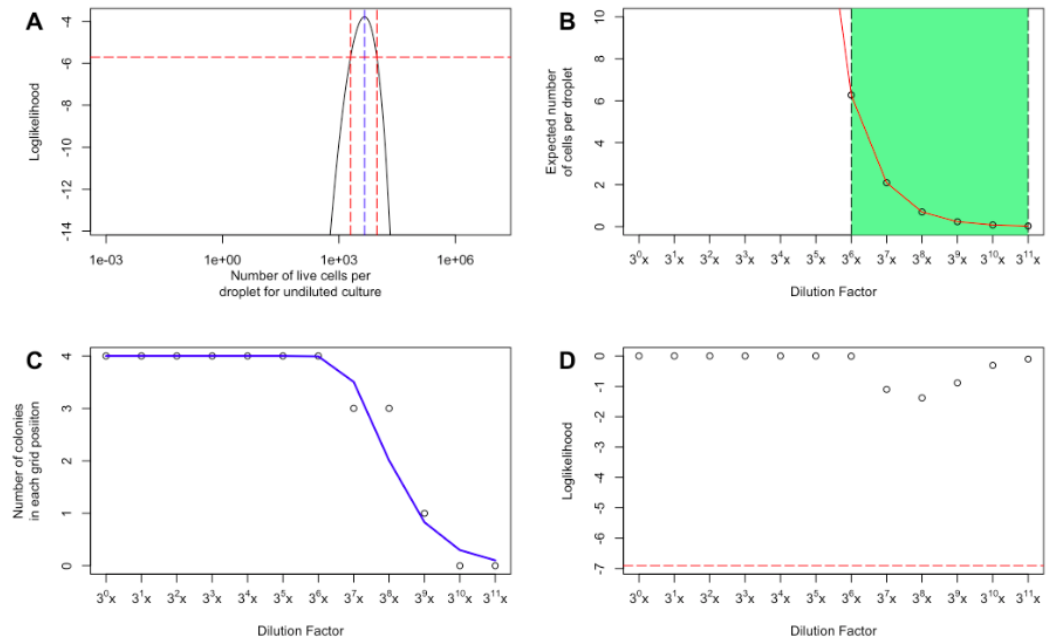 A
-4
-6
-8
-10
-12
-14
Loglikelihood
1e-03
1e+00
1e+03
1e+06
Number of live cells per
droplet for undiluted culture
B
10
8
6
4
2
0
Expected number
of cells per droplet
3⁰x 3¹x 3²x 3³x 3⁴x 3⁵x 3⁶x 3⁷x 3⁸x 3⁹x 3¹⁰x 3¹¹x
Dilution Factor
C
4
3
2
1
0
Number of colonies
in each grid posiiton
3⁰x 3¹x 3²x 3³x 3⁴x 3⁵x 3⁶x 3⁷x 3⁸x 3⁹x 3¹⁰x 3¹¹x
Dilution Factor
D
0
-1
-2
-3
-4
-5
-6
-7
Loglikelihood
3⁰x 3¹x 3²x 3³x 3⁴x 3⁵x 3⁶x 3⁷x 3⁸x 3⁹x 3¹⁰x 3¹¹x
Dilution Factor